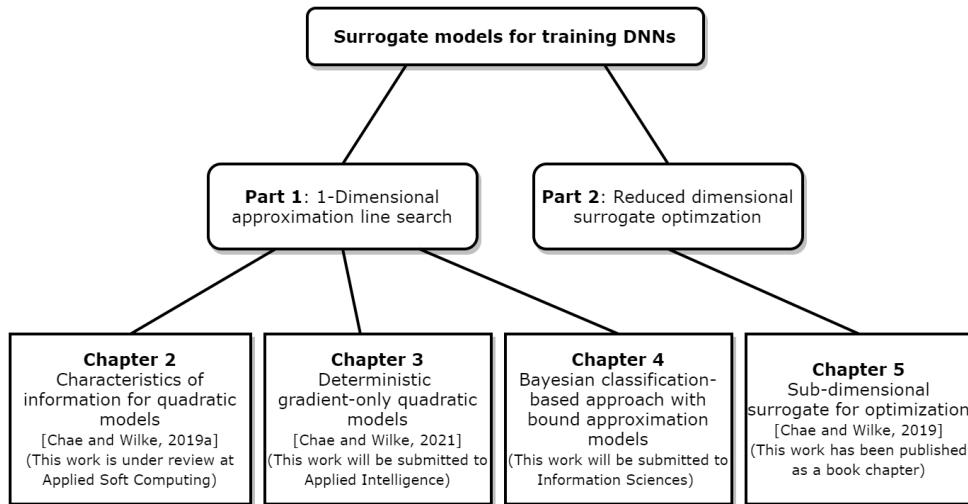 Surrogate models for training DNNs
Part 1: 1-Dimensional
approximation line search
Part 2: Reduced dimensional
surrogate optimzation
Chapter 2
Characteristics of
information for quadratic
models
[Chae and Wilke, 2019a]
(This work is under review at
Applied Soft Computing)
Chapter 3
Deterministic
gradient-only quadratic
models
[Chae and Wilke, 2021]
(This work will be submitted to
Applied Intelligence)
Chapter 4
Bayesian classification-
based approach with
bound approximation
models
(This work will be submitted to
Information Sciences)
Chapter 5
Sub-dimensional
surrogate for optimization
[Chae and Wilke, 2019]
(This work has been published
as a book chapter)